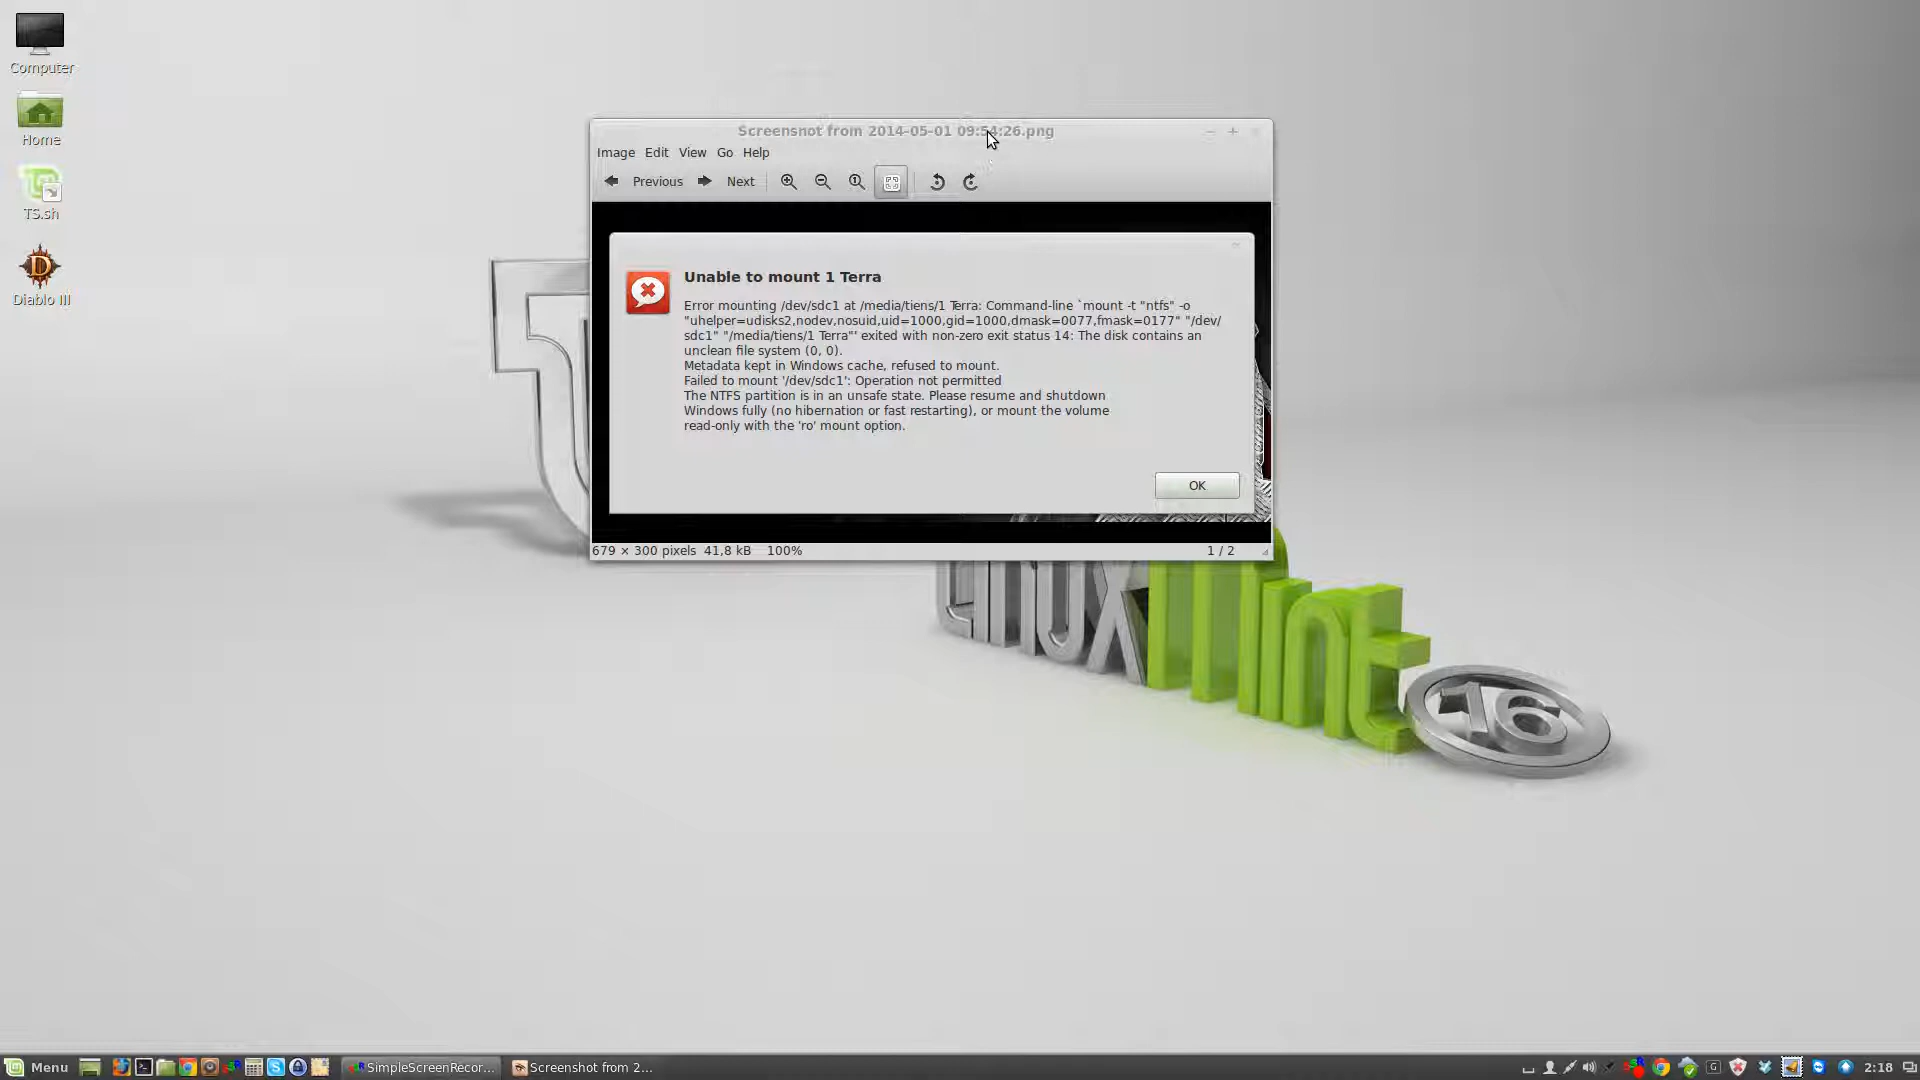 Computer
Home
TS.sh
Diablo III
Screensnot from 2014-05-01 09:54:26.png
Image Edit View Go Help
Previous Next
Unable to mount 1 Terra
Error mounting /dev/sdc1 at /media/tiens/1 Terra: Command-line `mount -t "ntfs" -o
"uhelper=udisks2,nodev,nosuid,uid=1000,gid=1000,dmask=0077,fmask=0177" "/dev/
sdc1" "/media/tiens/1 Terra"' exited with non-zero exit status 14: The disk contains an
unclean file system (0, 0).
Metadata kept in Windows cache, refused to mount.
Failed to mount '/dev/sdc1': Operation not permitted
The NTFS partition is in an unsafe state. Please resume and shutdown
Windows fully (no hibernation or fast restarting), or mount the volume
read-only with the 'ro' mount option.
OK
679 × 300 pixels 41,8 kB 100% 1 / 2
Linux Mint 16
Menu SimpleScreenRecor... Screenshot from 2... 2:18